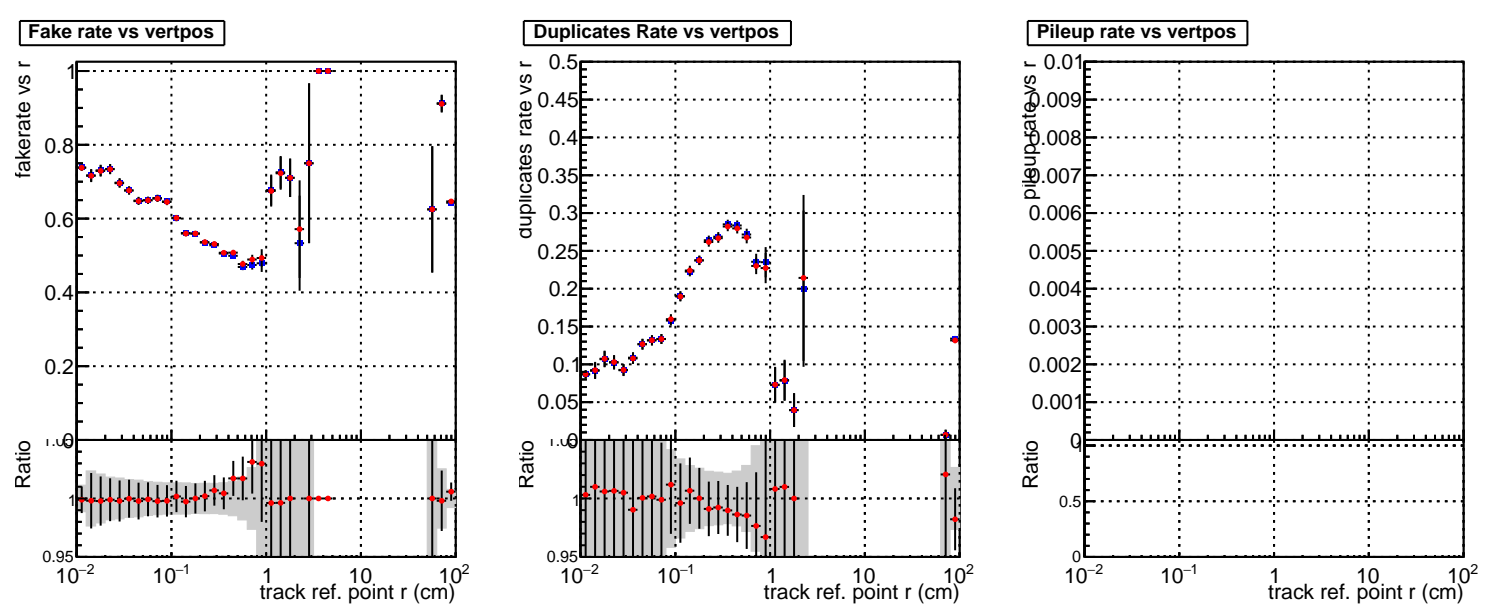 Fake rate vs vertpos
fakerate vs r
1
0.8
0.6
0.4
0.2
Ratio
1
0.95
10⁻² 10⁻¹ 1 10 10²
track ref. point r (cm)
Duplicates Rate vs vertpos
duplicates rate vs r
0.5
0.45
0.4
0.35
0.3
0.25
0.2
0.15
0.1
0.05
0
Ratio
1
0.95
10⁻² 10⁻¹ 1 10 10²
track ref. point r (cm)
Pileup rate vs vertpos
pileup rate vs r
0.01
0.009
0.008
0.007
0.006
0.005
0.004
0.003
0.002
0.001
0
Ratio
1
0.5
0
10⁻² 10⁻¹ 1 10 10²
track ref. point r (cm)